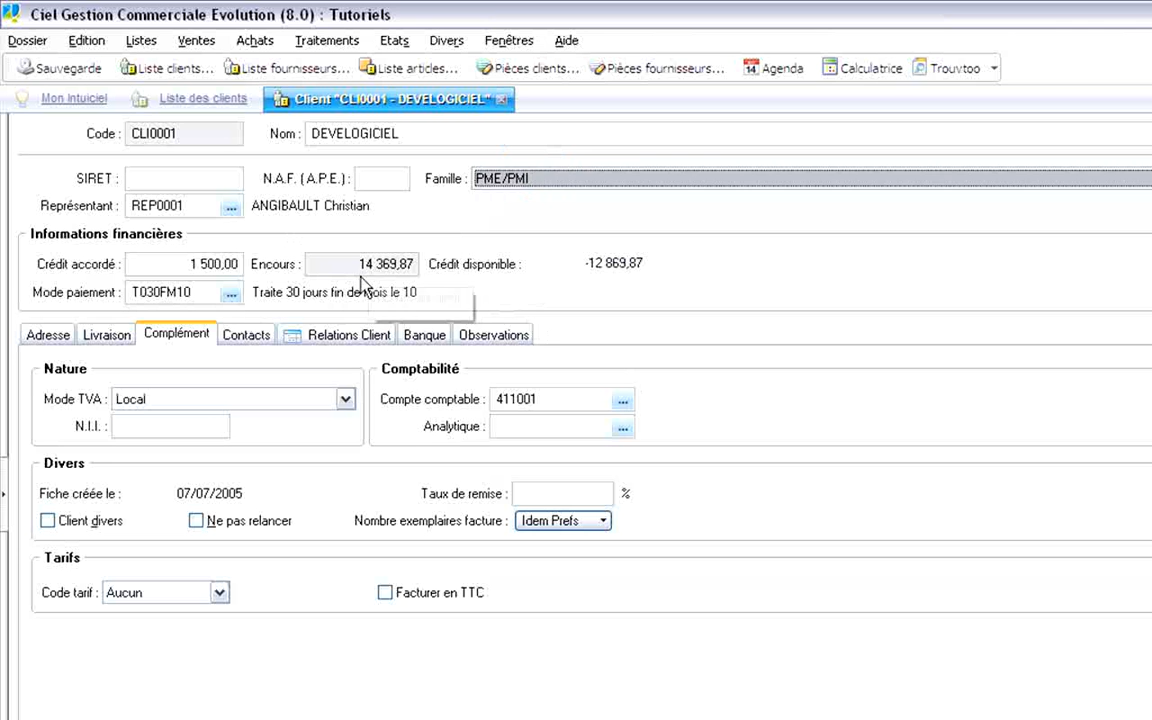 Ciel Gestion Commerciale Evolution (8.0) : Tutoriels
Dossier Edition Listes Ventes Achats Traitements Etats Divers Fenêtres Aide
Sauvegarde Liste clients... Liste fournisseurs... Liste articles... Pièces clients... Pièces fournisseurs... 14 Agenda Calculatrice Trouvtoo
Mon Intuiciel Liste des clients Client "CLI0001 - DEVELOGICIEL"
Code : CLI0001 Nom : DEVELOGICIEL
SIRET : N.A.F. ( A.P.E.) : Famille : PME/PMI
Représentant : REP0001 ... ANGIBAULT Christian
Informations financières
Crédit accordé : 1 500,00 Encours : 14 369,87 Crédit disponible : -12 869,87
Mode paiement : T030FM10 ... Traite 30 jours fin de mois le 10
Adresse Livraison Complément Contacts Relations Client Banque Observations
Nature Comptabilité
Mode TVA : Local Compte comptable : 411001 ...
N.I.I. : Analytique : ...
Divers
Fiche créée le : 07/07/2005 Taux de remise : %
Client divers Ne pas relancer Nombre exemplaires facture : Idem Prefs
Tarifs
Code tarif : Aucun Facturer en TTC